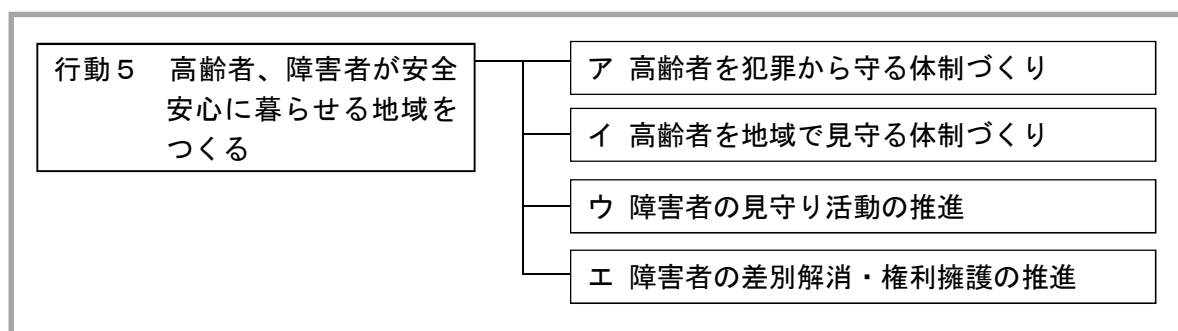 行動５　高齢者、障害者が安全
安心に暮らせる地域を
つくる
ア 高齢者を犯罪から守る体制づくり
イ 高齢者を地域で見守る体制づくり
ウ 障害者の見守り活動の推進
エ 障害者の差別解消・権利擁護の推進